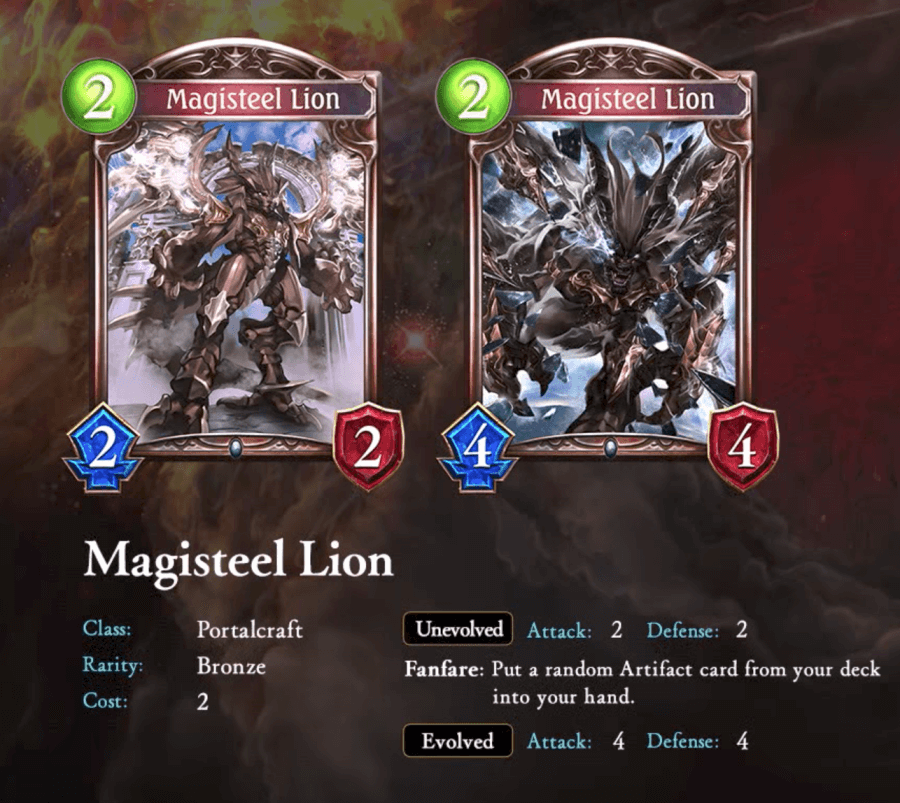 2 Magisteel Lion 2 Magisteel Lion
2 2 4 4
Magisteel Lion
Class: Portalcraft
Rarity: Bronze
Cost: 2
Unevolved Attack: 2 Defense: 2
Fanfare: Put a random Artifact card from your deck
into your hand.
Evolved Attack: 4 Defense: 4